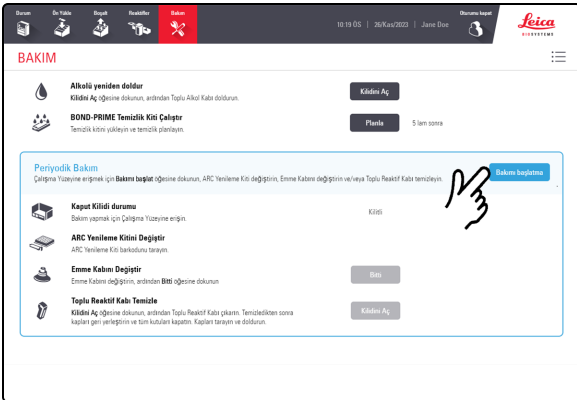 Durum Ön Yükle Boşalt Reaktifler Bakım
10:19 ÖS | 26/Kas/2023 | Jane Doe
Oturumu kapat
Leica
BIOSYSTEMS
BAKIM
Alkolü yeniden doldur
Kilidini Aç öğesine dokunun, ardından Toplu Alkol Kabı doldurun.
Kilidini Aç
BOND-PRIME Temizlik Kiti Çalıştır
Temizlik kitini yükleyin ve temizlik planlayın.
Planla
5 lam sonra
Periyodik Bakım
Çalışma Yüzeyine erişmek için Bakımı başlat öğesine dokunun, ARC Yenileme Kiti değiştirin, Emme Kabını değiştirin ve/veya Toplu Reaktif Kabı temizleyin.
Bakımı başlatma
Kaput Kilidi durumu
Bakım yapmak için Çalışma Yüzeyine erişin.
Kilitli
ARC Yenileme Kitini Değiştir
ARC Yenileme Kiti barkodunu tarayın.
Emme Kabını Değiştir
Emme Kabını değiştirin, ardından Bitti öğesine dokunun
Bitti
Toplu Reaktif Kabı Temizle
Kilidini Aç öğesine dokunun, ardından Toplu Reaktif Kabı çıkarın. Temizledikten sonra
kapları geri yerleştirin ve tüm kutuları kapatın. Kapları tarayın ve doldurun.
Kilidini Aç